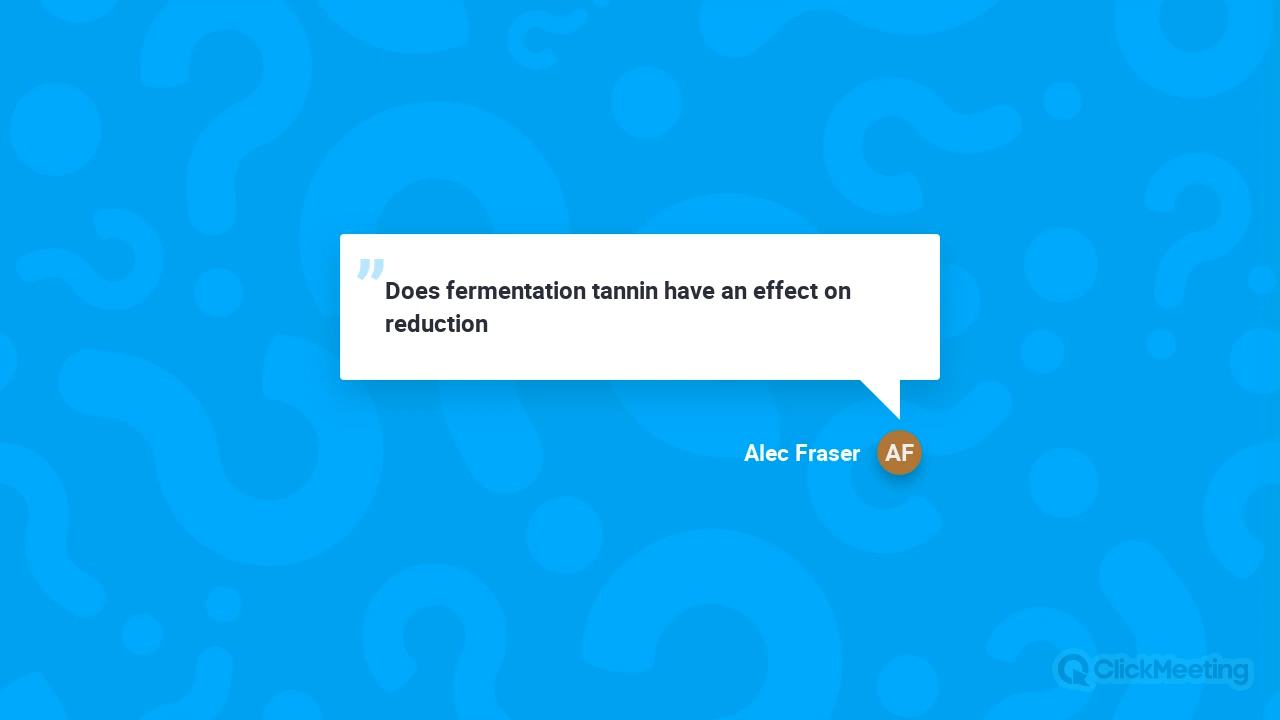 Does fermentation tannin have an effect on
reduction
Alec Fraser
AF
ClickMeeting